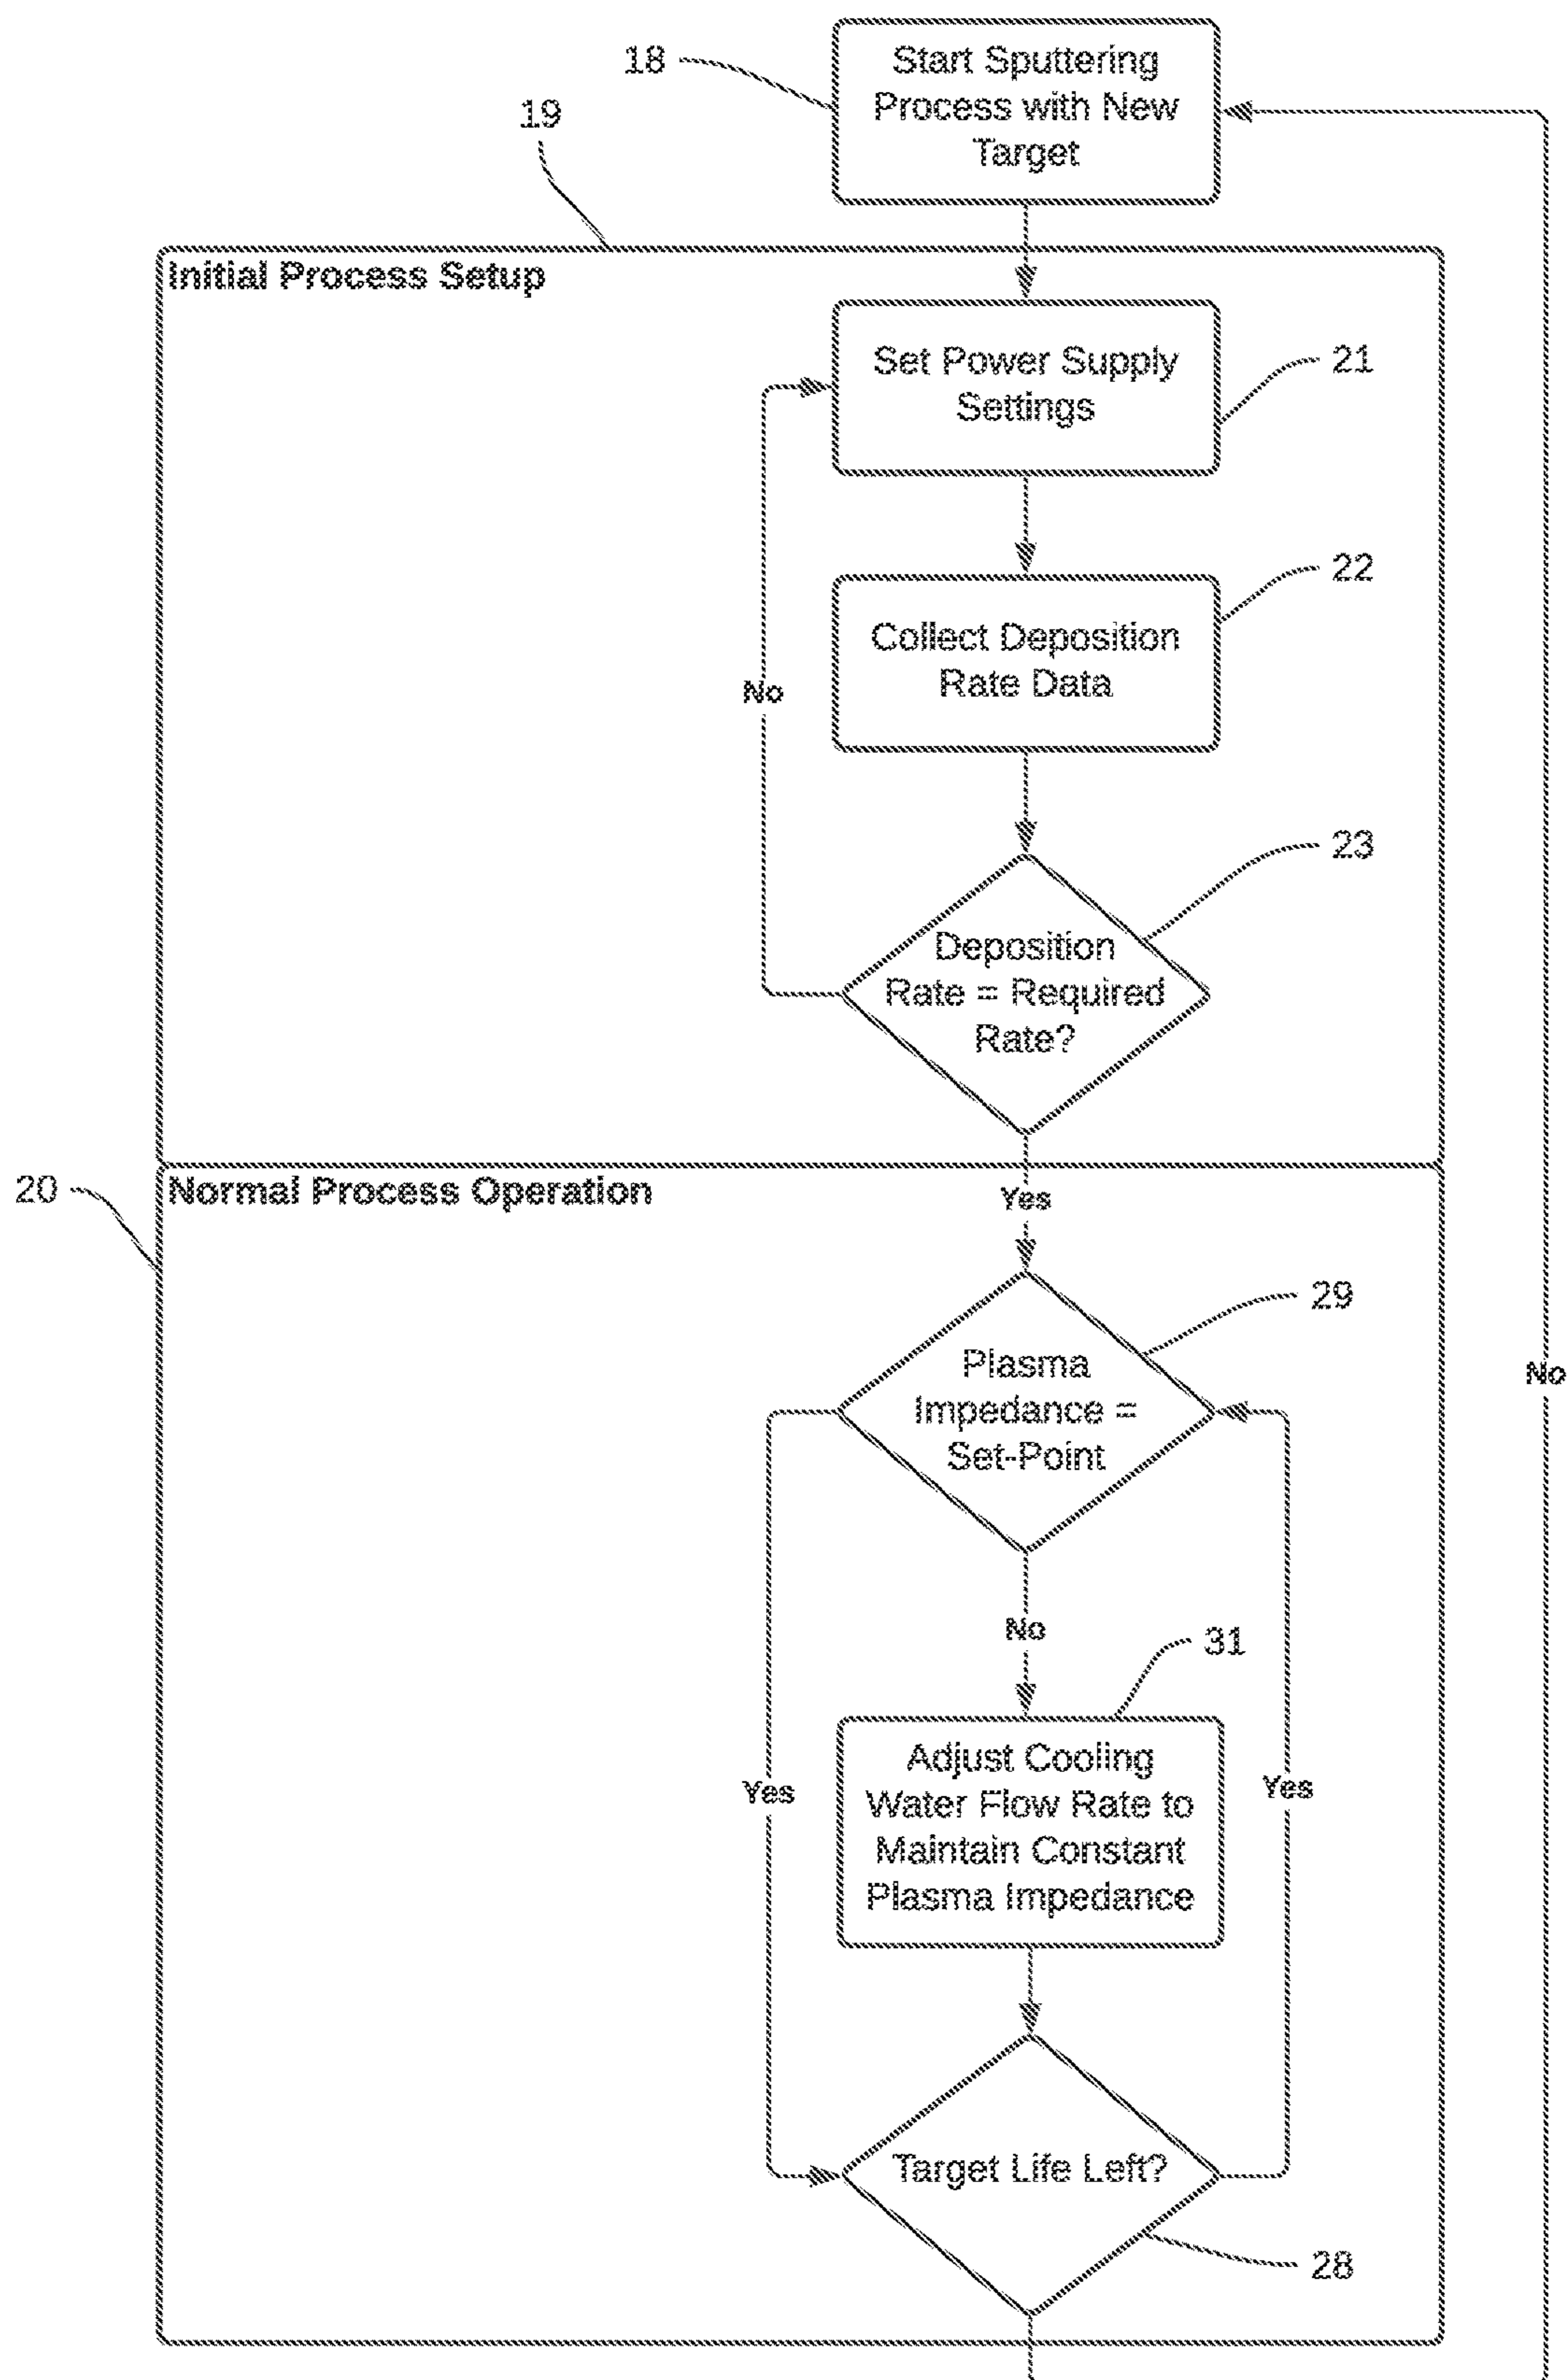 18
Start Sputtering
Process with New
Target
19
Initial Process Setup
Set Power Supply
Settings
21
22
Collect Deposition
Rate Data
No
23
Deposition
Rate = Required
Rate?
20
Normal Process Operation
Yes
29
Plasma
Impedance =
Set-Point
No
No
31
Adjust Cooling
Water Flow Rate to
Maintain Constant
Plasma Impedance
Yes
Yes
Target Life Left?
28